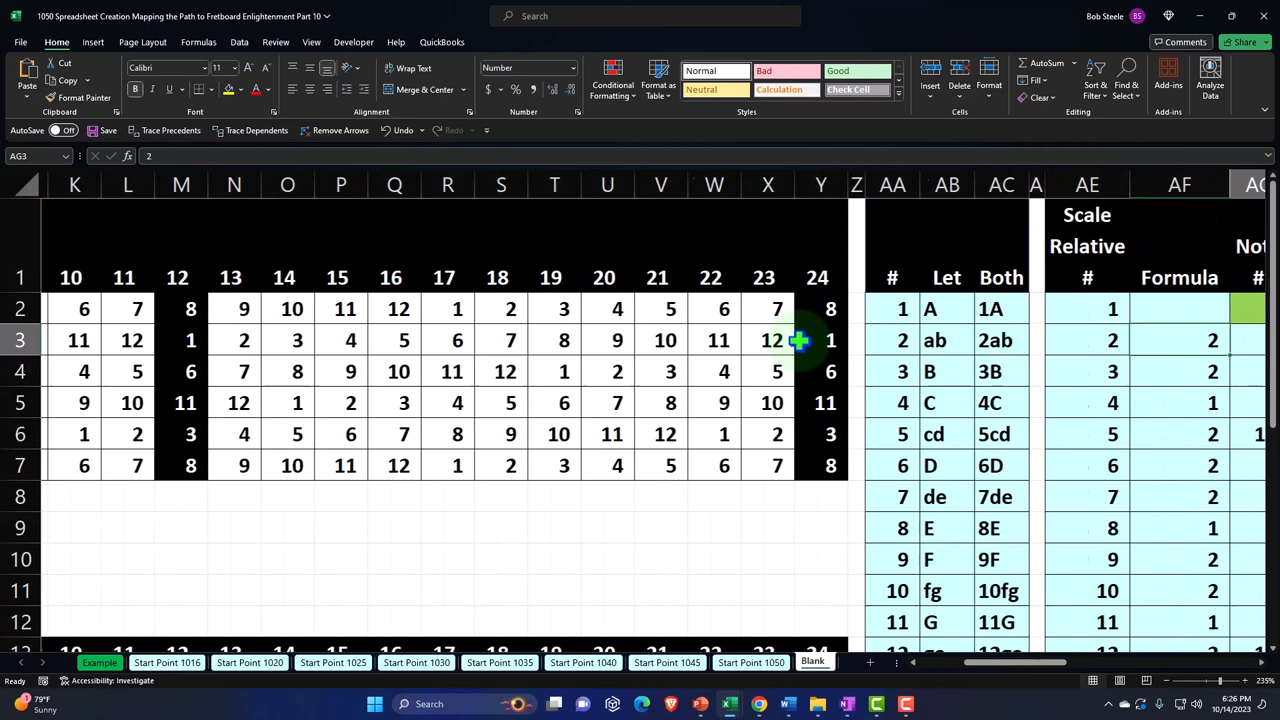 1050 Spreadsheet Creation Mapping the Path to Fretboard Enlightenment Part 10
Search
Bob Steele BS
File Home Insert Page Layout Formulas Data Review View Developer Help QuickBooks Comments Share
Paste Cut Copy Format Painter Clipboard
Calibri 11 B I U Font
Wrap Text Merge & Center Alignment
Number $ % Number
Conditional Formatting Format as Table Normal Bad Good Neutral Calculation Check Cell Styles
Insert Delete Format Cells
AutoSum Fill Clear Sort & Filter Find & Select Editing
Add-ins Add-ins Analyze Data
AutoSave Off Save Trace Precedents Trace Dependents Remove Arrows Undo Redo
AG3 fx 2
K L M N O P Q R S T U V W X Y Z AA AB AC A AE AF AG
Scale
Relative Not
1 10 11 12 13 14 15 16 17 18 19 20 21 22 23 24 # Let Both # Formula #
2 6 7 8 9 10 11 12 1 2 3 4 5 6 7 8 1 A 1A 1
3 11 12 1 2 3 4 5 6 7 8 9 10 11 12 1 2 ab 2ab 2 2
4 4 5 6 7 8 9 10 11 12 1 2 3 4 5 6 3 B 3B 3 2
5 9 10 11 12 1 2 3 4 5 6 7 8 9 10 11 4 C 4C 4 1
6 1 2 3 4 5 6 7 8 9 10 11 12 1 2 3 5 cd 5cd 5 2 1
7 6 7 8 9 10 11 12 1 2 3 4 5 6 7 8 6 D 6D 6 2
8 7 de 7de 7 2
9 8 E 8E 8 1
10 9 F 9F 9 2
11 10 fg 10fg 10 2
12 11 G 11G 11 1
Example Start Point 1016 Start Point 1020 Start Point 1025 Start Point 1030 Start Point 1035 Start Point 1040 Start Point 1045 Start Point 1050 Blank
Ready Accessibility: Investigate 235%
79°F
Sunny
Search
6:26 PM
10/14/2023